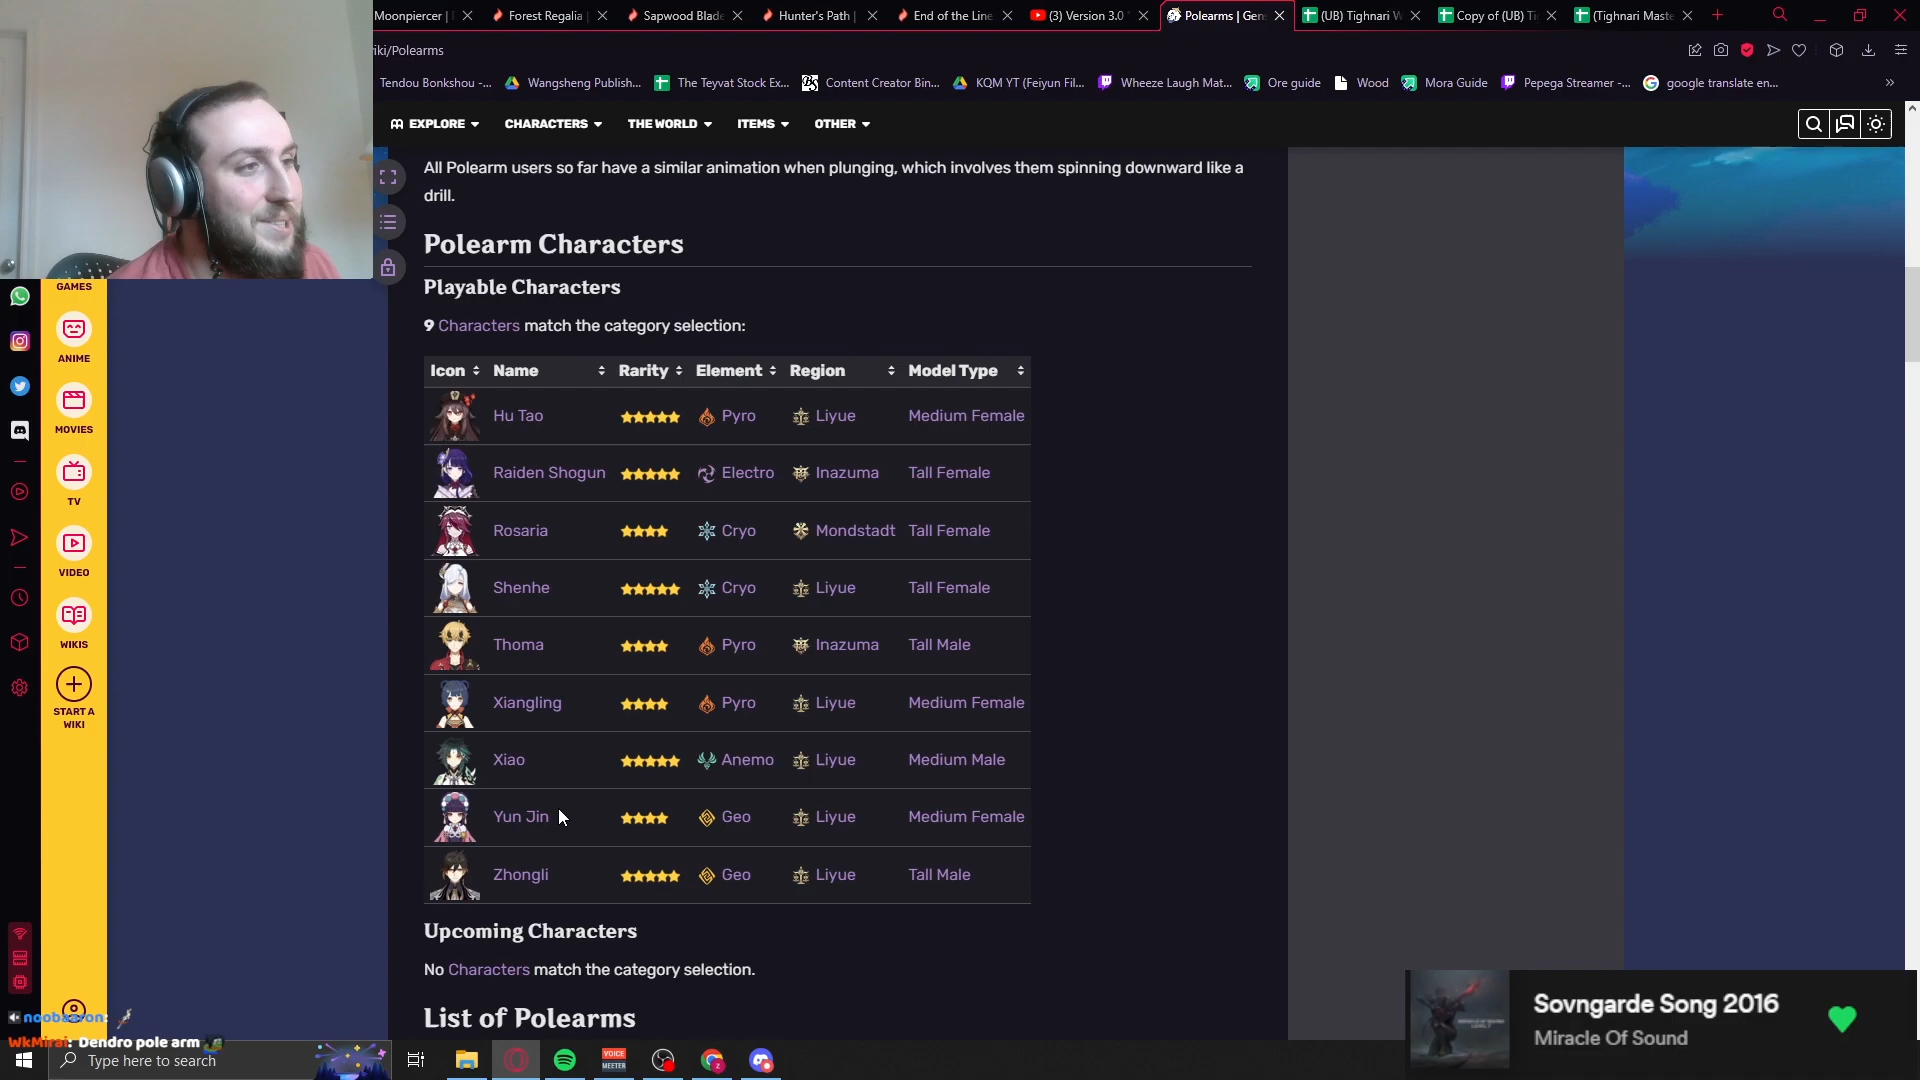 Moonpiercer |
Forest Regalia |
Sapwood Blade
Hunter's Path |
End of the Line
(3) Version 3.0
Polearms | Gen
(UB) Tighnari W
Copy of (UB) Ti
(Tighnari Maste
iki/Polearms
Tendou Bonkshou -...
Wangsheng Publish...
The Teyvat Stock Ex...
Content Creator Bin...
KQM YT (Feiyun Fil...
Wheeze Laugh Mat...
Ore guide
Wood
Mora Guide
Pepega Streamer -...
google translate en...
EXPLORE
CHARACTERS
THE WORLD
ITEMS
OTHER
All Polearm users so far have a similar animation when plunging, which involves them spinning downward like a
drill.
Polearm Characters
Playable Characters
9 Characters match the category selection:
Icon Name Rarity Element Region Model Type
Hu Tao Pyro Liyue Medium Female
Raiden Shogun Electro Inazuma Tall Female
Rosaria Cryo Mondstadt Tall Female
Shenhe Cryo Liyue Tall Female
Thoma Pyro Inazuma Tall Male
Xiangling Pyro Liyue Medium Female
Xiao Anemo Liyue Medium Male
Yun Jin Geo Liyue Medium Female
Zhongli Geo Liyue Tall Male
Upcoming Characters
No Characters match the category selection.
List of Polearms
GAMES
ANIME
MOVIES
TV
VIDEO
WIKIS
START A
WIKI
noobaaron:
WkMirai: Dendro pole arm
Type here to search
VOICE
MEETER
Sovngarde Song 2016
Miracle Of Sound